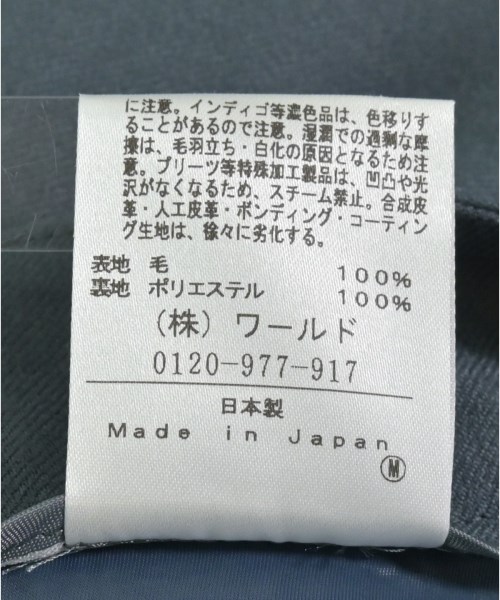 に注意。インディゴ等濃色品は、色移りす
ることがあるので注意。湿潤での過剰な摩
擦は、毛羽立ち・白化の原因となるため注
意。プリーツ等特殊加工製品は、凹凸や光
沢がなくなるため、スチーム禁止。合成皮
革・人工皮革・ボンディング・コーティン
グ生地は、徐々に劣化する。
表地 毛 100%
裏地 ポリエステル 100%
(株)ワールド
0120-977-917
日本製
Made in Japan
M